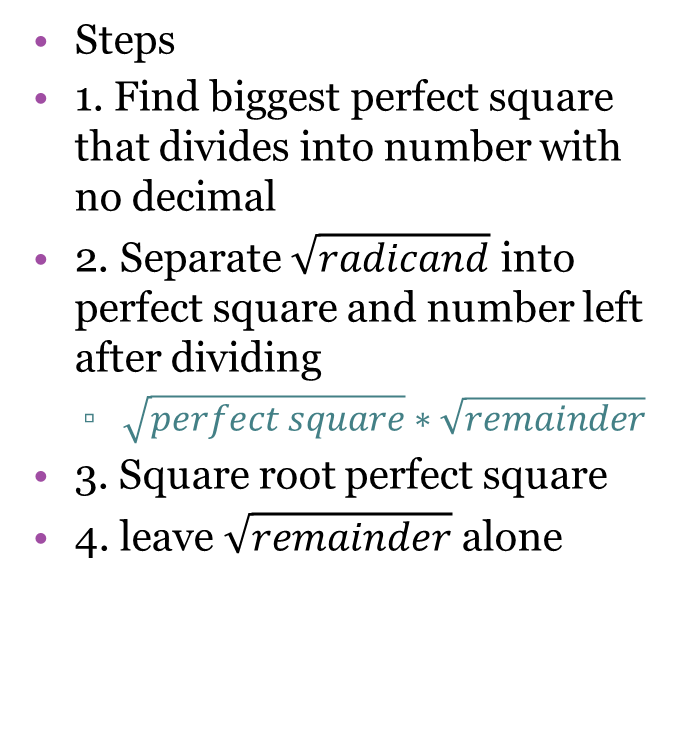 • Steps
• 1. Find biggest perfect square
that divides into number with
no decimal
• 2. Separate √radicand into
perfect square and number left
after dividing
▫ √perfect square ∗ √remainder
• 3. Square root perfect square
• 4. leave √remainder alone